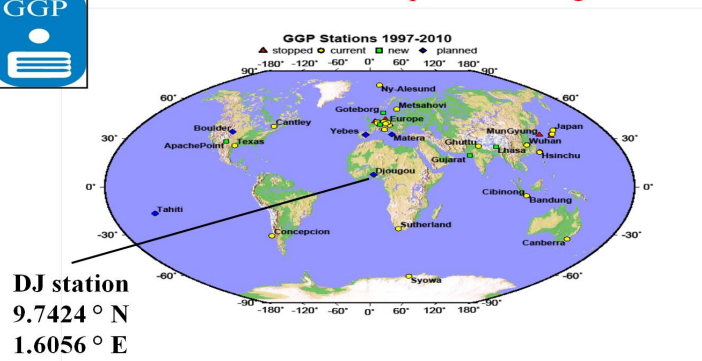 GGP
GGP Stations 1997-2010
stopped current new planned
-180° -120° -60° 0° 60° 120° 180°
90° 90°
60° 60°
30° 30°
0° 0°
-30° -30°
-60° -60°
-90° -90°
-180° -120° -60° 0° 60° 120° 180°
Ny-Alesund
Metsahovi
Goteborg
Europe
Boulder
Cantley
Yebes
Matera
MunGyung
Japan
ApachePoint
Texas
Ghuttu
Wuhan
Lhasa
Hsinchu
Gujarat
Djougou
Cibinong
Bandung
Tahiti
Sutherland
Concepcion
Canberra
Syowa
DJ station
9.7424 ° N
1.6056 ° E